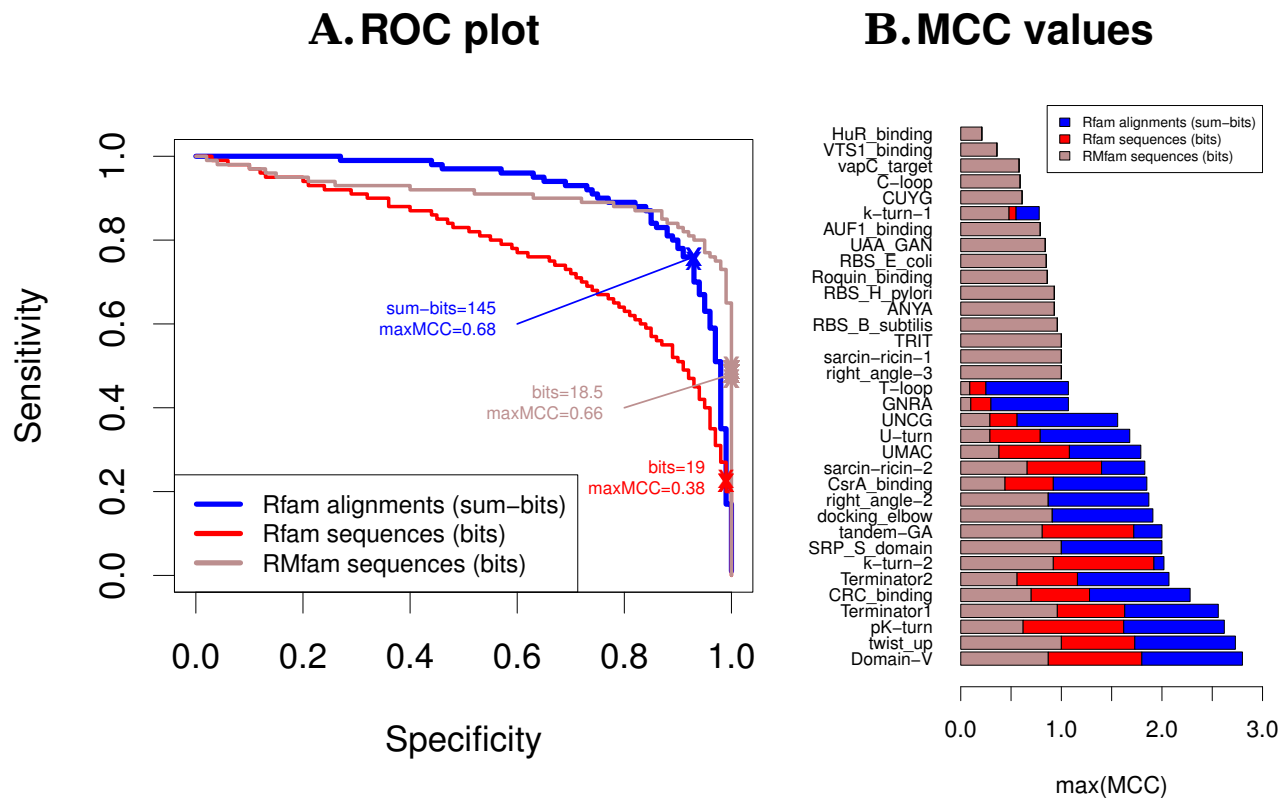 A. ROC plot
Sensitivity
1.0
0.8
0.6
0.4
0.2
0.0
sum-bits=145
maxMCC=0.68
bits=18.5
maxMCC=0.66
bits=19
maxMCC=0.38
Rfam alignments (sum-bits)
Rfam sequences (bits)
RMfam sequences (bits)
0.0 0.2 0.4 0.6 0.8 1.0
Specificity
B. MCC values
Rfam alignments (sum-bits)
Rfam sequences (bits)
RMfam sequences (bits)
HuR_binding
VTS1_binding
vapC_target
C-loop
CUYG
k-turn-1
AUF1_binding
UAA_GAN
RBS_E_coli
Roquin_binding
RBS_H_pylori
ANYA
RBS_B_subtilis
TRIT
sarcin-ricin-1
right_angle-3
T-loop
GNRA
UNCG
U-turn
UMAC
sarcin-ricin-2
CsrA_binding
right_angle-2
docking_elbow
tandem-GA
SRP_S_domain
k-turn-2
Terminator2
CRC_binding
Terminator1
pK-turn
twist_up
Domain-V
0.0 1.0 2.0 3.0
max(MCC)